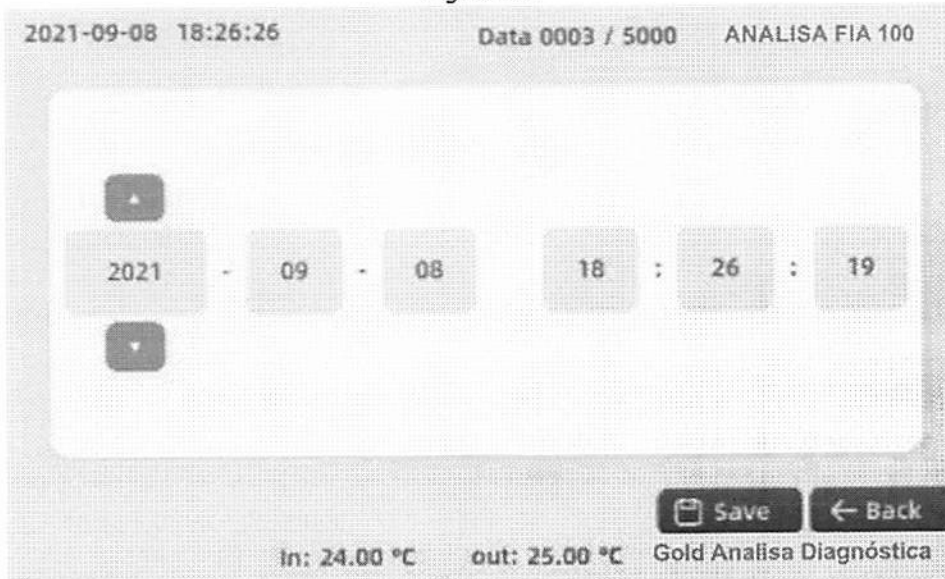 2021-09-08 18:26:26 Data 0003 / 5000 ANALISA FIA 100
2021 - 09 - 08 18 : 26 : 19
Save ← Back
In: 24.00 °C out: 25.00 °C Gold Analisa Diagnóstica